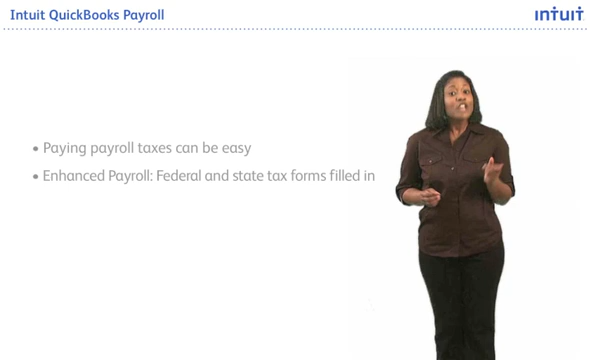 Intuit QuickBooks Payroll
intuit
• Paying payroll taxes can be easy
• Enhanced Payroll: Federal and state tax forms filled in